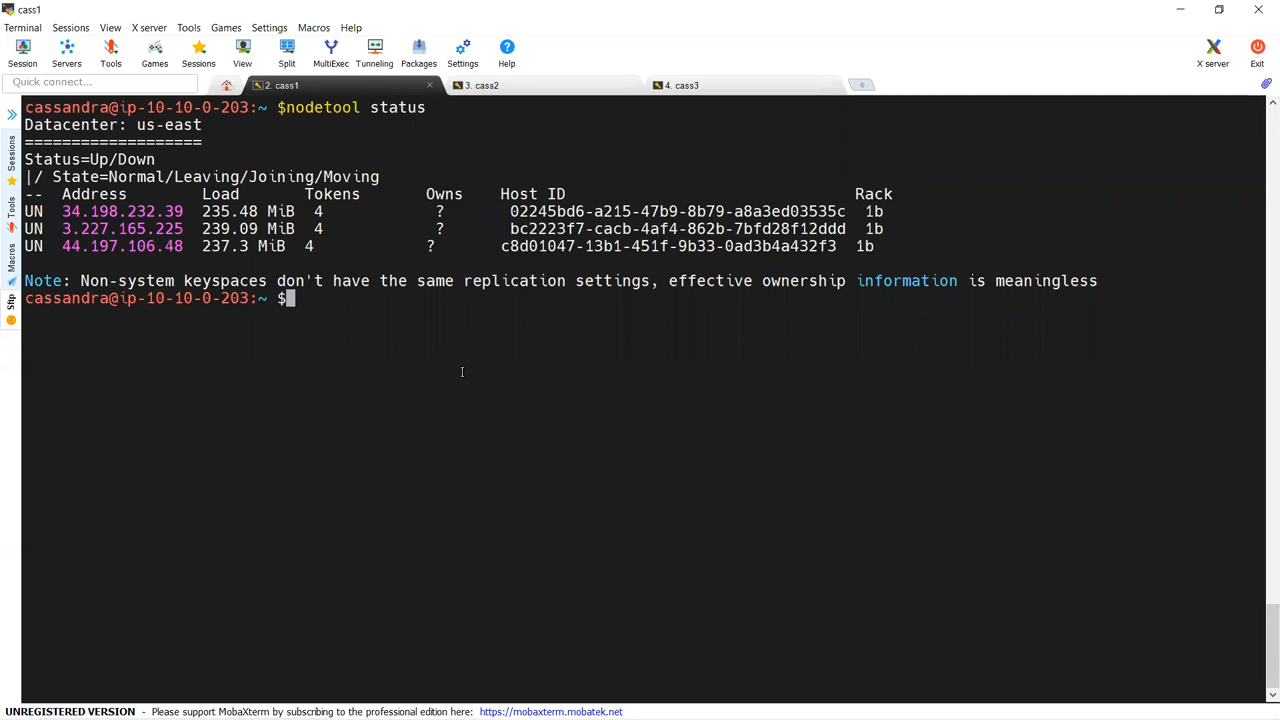 cass1
Terminal Sessions View X server Tools Games Settings Macros Help
Session Servers Tools Games Sessions View Split MultiExec Tunneling Packages Settings Help X server Exit
Quick connect... 2. cass1 3. cass2 4. cass3
Sessions
Tools
Macros
Sftp
cassandra@ip-10-10-0-203:~ $nodetool status
Datacenter: us-east
===================
Status=Up/Down
|/ State=Normal/Leaving/Joining/Moving
-- Address Load Tokens Owns Host ID Rack
UN 34.198.232.39 235.48 MiB 4 ? 02245bd6-a215-47b9-8b79-a8a3ed03535c 1b
UN 3.227.165.225 239.09 MiB 4 ? bc2223f7-cacb-4af4-862b-7bfd28f12ddd 1b
UN 44.197.106.48 237.3 MiB 4 ? c8d01047-13b1-451f-9b33-0ad3b4a432f3 1b
Note: Non-system keyspaces don't have the same replication settings, effective ownership information is meaningless
cassandra@ip-10-10-0-203:~ $
UNREGISTERED VERSION - Please support MobaXterm by subscribing to the professional edition here: https://mobaxterm.mobatek.net